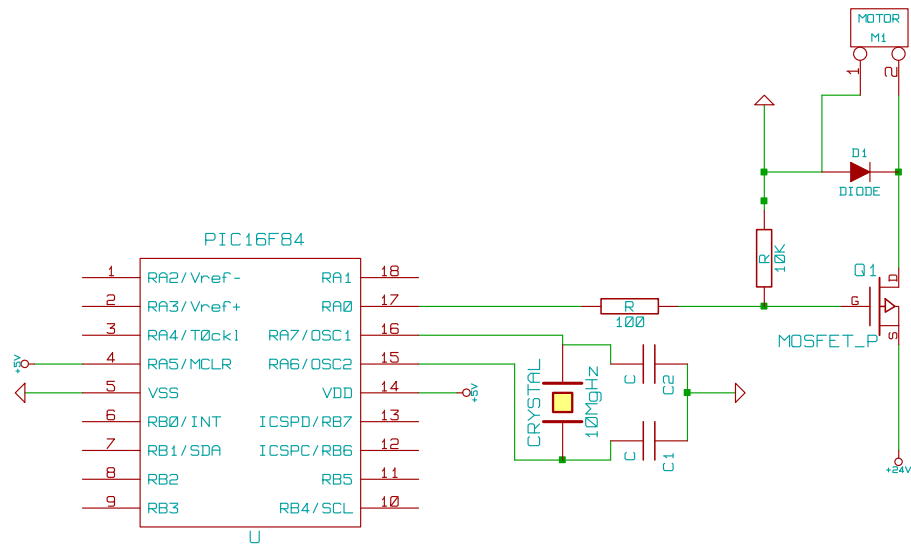 MOTOR
M1
1
2
D1
DIODE
R
10K
Q1
D
G
S
MOSFET_P
+24V
R
100
PIC16F84
1
RA2/Vref-
RA1
18
2
RA3/Vref+
RA0
17
3
RA4/T0ckl
RA7/OSC1
16
+5V
4
RA5/MCLR
RA6/OSC2
15
5
VSS
VDD
14
+5V
6
RB0/INT
ICSPD/RB7
13
7
RB1/SDA
ICSPC/RB6
12
8
RB2
RB5
11
9
RB3
RB4/SCL
10
U
CRYSTAL
10MgHz
C
C2
C
C1